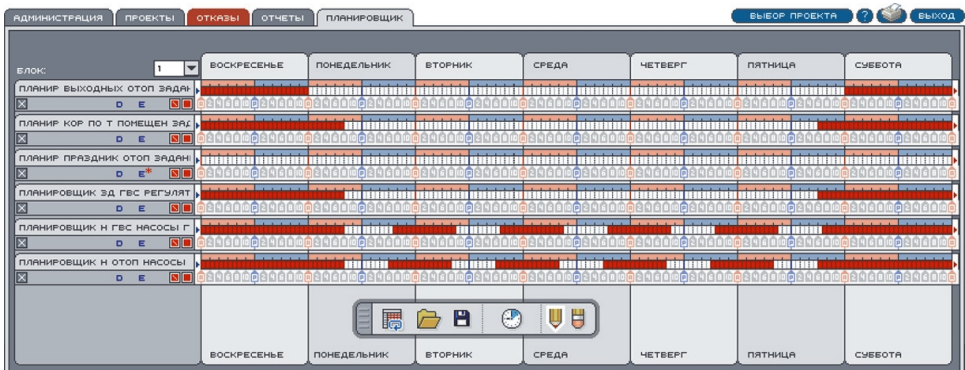 АДМИНИСТРАЦИЯ ПРОЕКТЫ ОТКАЗЫ ОТЧЕТЫ ПЛАНИРОВЩИК ВЫБОР ПРОЕКТА ? ВЫХОД
БЛОК: 1 ВОСКРЕСЕНЬЕ ПОНЕДЕЛЬНИК ВТОРНИК СРЕДА ЧЕТВЕРГ ПЯТНИЦА СУББОТА
ПЛАНИР ВЫХОДНЫХ ОТОП ЗАДАН
D E
ПЛАНИР КОР ПО Т ПОМЕЩЕН ЗАД
D E
ПЛАНИР ПРАЗДНИК ОТОП ЗАДАНИ
D E*
ПЛАНИРОВЩИК ЗД ГВС РЕГУЛЯТ
D E
ПЛАНИРОВЩИК Н ГВС НАСОСЫ Г
D E
ПЛАНИРОВЩИК Н ОТОП НАСОСЫ
D E
ВОСКРЕСЕНЬЕ ПОНЕДЕЛЬНИК ВТОРНИК СРЕДА ЧЕТВЕРГ ПЯТНИЦА СУББОТА